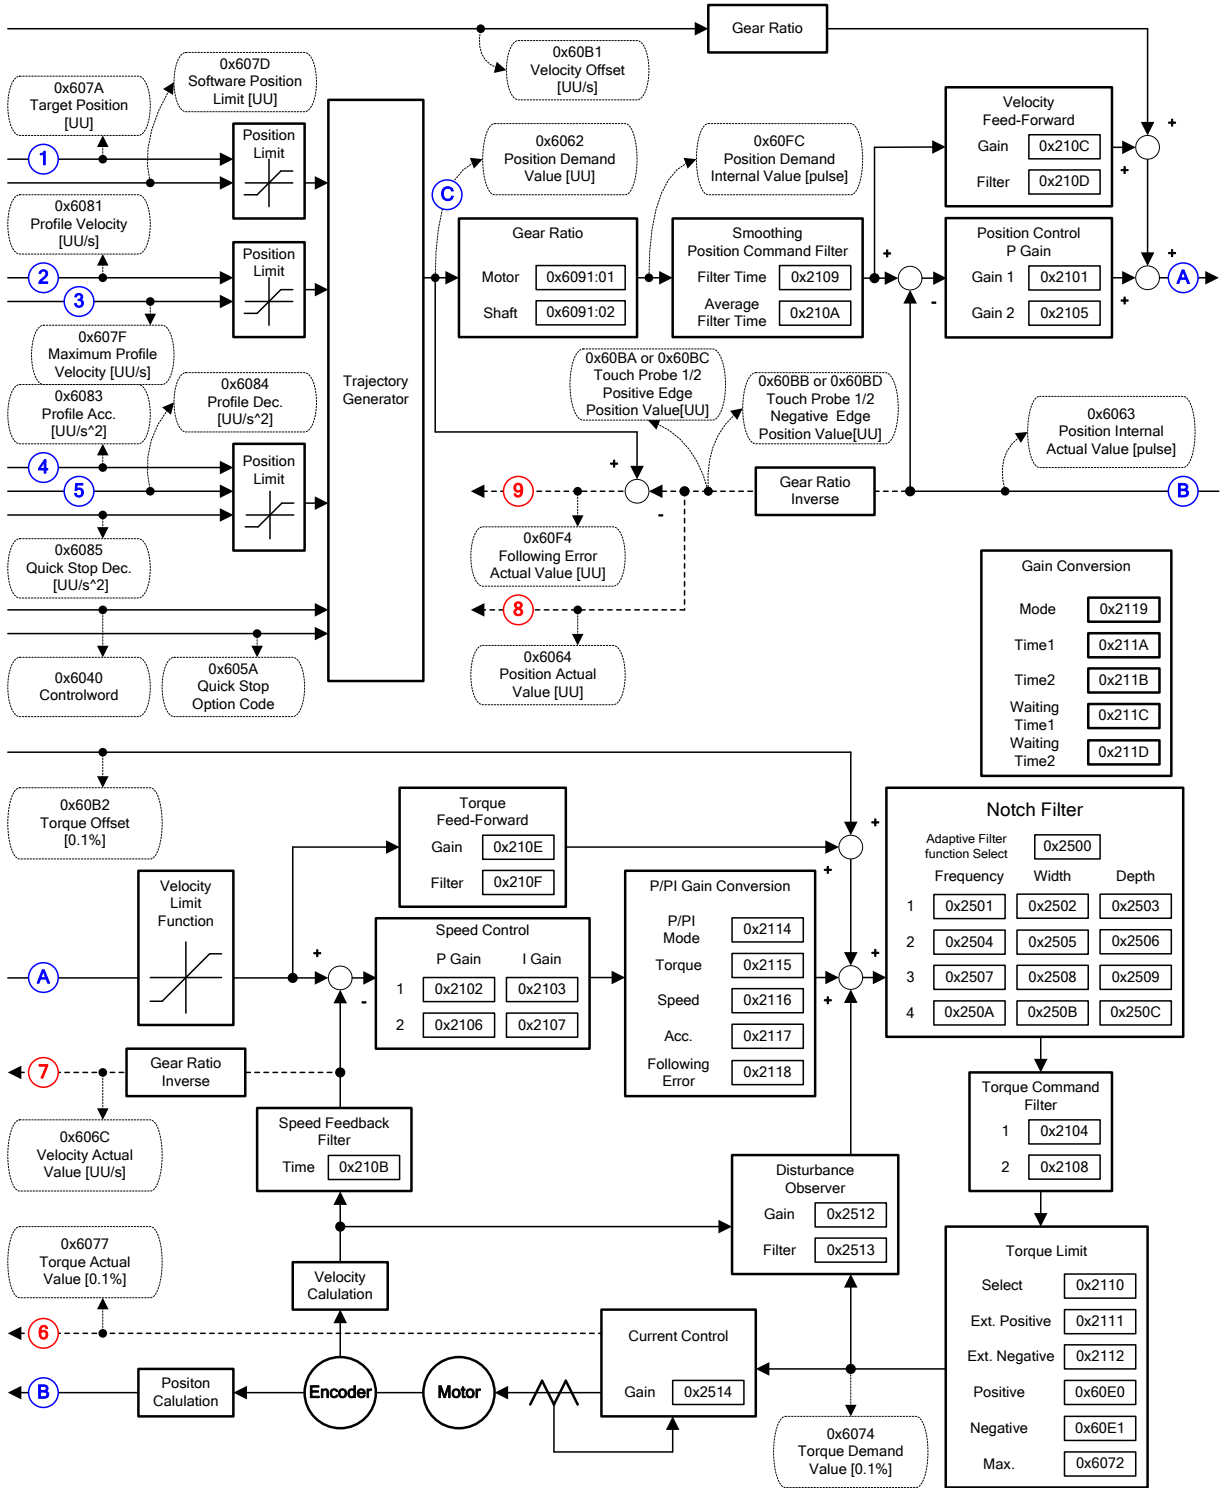 Gear Ratio
0x60B1
Velocity Offset
[UU/s]
0x607D
Software Position
Limit [UU]
0x607A
Target Position
[UU]
1
Position
Limit
0x6062
Position Demand
Value [UU]
0x60FC
Position Demand
Internal Value [pulse]
Velocity
Feed-Forward
Gain 0x210C
Filter 0x210D
+
+
C
0x6081
Profile Velocity
[UU/s]
2
3
Position
Limit
0x607F
Maximum Profile
Velocity [UU/s]
Trajectory
Generator
Gear Ratio
Motor 0x6091:01
Shaft 0x6091:02
Smoothing
Position Command Filter
Filter Time 0x2109
Average
Filter Time 0x210A
+
-
Position Control
P Gain
Gain 1 0x2101
Gain 2 0x2105
+
+
A
0x6083
Profile Acc.
[UU/s^2]
0x6084
Profile Dec.
[UU/s^2]
4
5
Position
Limit
0x6085
Quick Stop Dec.
[UU/s^2]
0x60BA or 0x60BC
Touch Probe 1/2
Positive Edge
Position Value[UU]
0x60BB or 0x60BD
Touch Probe 1/2
Negative Edge
Position Value[UU]
0x6063
Position Internal
Actual Value [pulse]
+
-
9
Gear Ratio
Inverse
B
0x60F4
Following Error
Actual Value [UU]
8
0x6064
Position Actual
Value [UU]
0x6040
Controlword
0x605A
Quick Stop
Option Code
Gain Conversion
Mode 0x2119
Time1 0x211A
Time2 0x211B
Waiting
Time1 0x211C
Waiting
Time2 0x211D
0x60B2
Torque Offset
[0.1%]
Torque
Feed-Forward
Gain 0x210E
Filter 0x210F
+
+
Notch Filter
Adaptive Filter
function Select 0x2500
Frequency Width Depth
1 0x2501 0x2502 0x2503
2 0x2504 0x2505 0x2506
3 0x2507 0x2508 0x2509
4 0x250A 0x250B 0x250C
A
Velocity
Limit
Function
+
-
Speed Control
P Gain I Gain
1 0x2102 0x2103
2 0x2106 0x2107
P/PI Gain Conversion
P/PI
Mode 0x2114
Torque 0x2115
Speed 0x2116
Acc. 0x2117
Following
Error 0x2118
+
+
7
Gear Ratio
Inverse
0x606C
Velocity Actual
Value [UU/s]
Speed Feedback
Filter
Time 0x210B
Torque Command
Filter
1 0x2104
2 0x2108
Disturbance
Observer
Gain 0x2512
Filter 0x2513
0x6077
Torque Actual
Value [0.1%]
Velocity
Calulation
6
Torque Limit
Select 0x2110
Ext. Positive 0x2111
Ext. Negative 0x2112
Positive 0x60E0
Negative 0x60E1
Max. 0x6072
Current Control
Gain 0x2514
B
Positon
Calulation
Encoder
Motor
0x6074
Torque Demand
Value [0.1%]